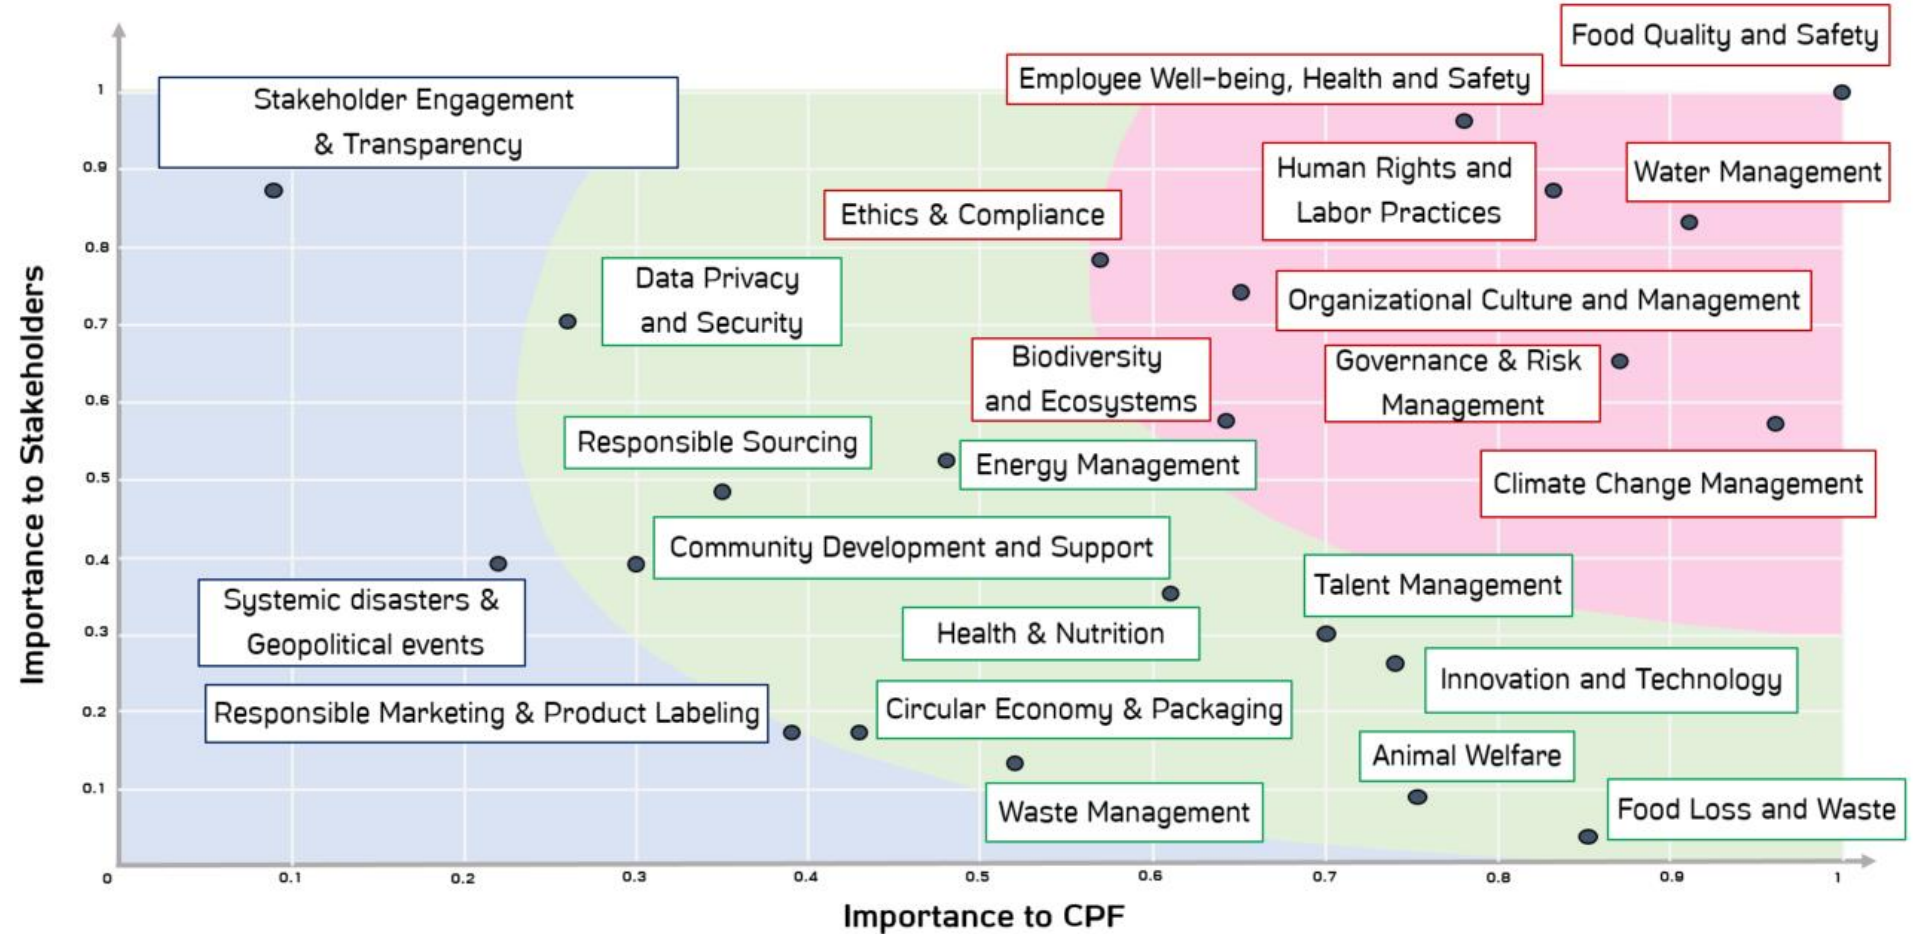 Food Quality and Safety
Employee Well-being, Health and Safety
1
Stakeholder Engagement
& Transparency
0.9
Human Rights and
Labor Practices
Water Management
Ethics & Compliance
0.8
Data Privacy
and Security
Organizational Culture and Management
0.7
Biodiversity
and Ecosystems
Governance & Risk
Management
0.6
Responsible Sourcing
Energy Management
0.5
Climate Change Management
Community Development and Support
0.4
Talent Management
Systemic disasters &
Geopolitical events
Health & Nutrition
0.3
Innovation and Technology
0.2
Responsible Marketing & Product Labeling
Circular Economy & Packaging
Animal Welfare
0.1
Waste Management
Food Loss and Waste
Importance to Stakeholders
0 0.1 0.2 0.3 0.4 0.5 0.6 0.7 0.8 0.9 1
Importance to CPF